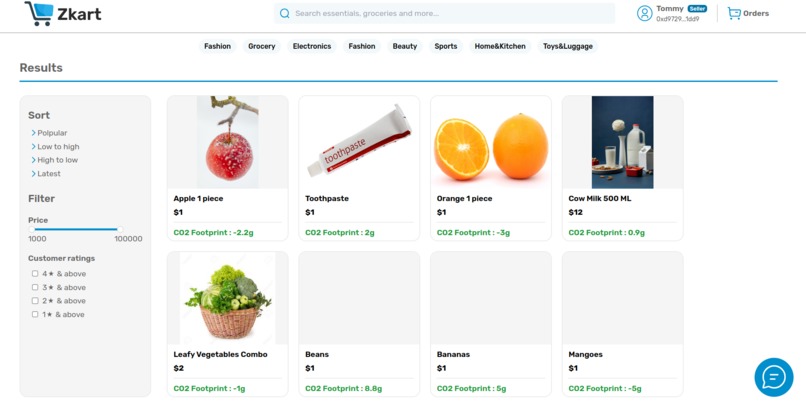 Zkart
Search essentials, groceries and more...
Tommy Seller
0xd9729...1dd9
Orders
Fashion Grocery Electronics Fashion Beauty Sports Home&Kitchen Toys&Luggage
Results
Sort
Polpular
Low to high
High to low
Latest
Filter
Price
1000 100000
Customer ratings
4★ & above
3★ & above
2★ & above
1★ & above
Apple 1 piece
$1
CO2 Footprint : -2.2g
toothpaste
Toothpaste
$1
CO2 Footprint : 2g
Orange 1 piece
$1
CO2 Footprint : -3g
Cow Milk 500 ML
$12
CO2 Footprint : 0.9g
Leafy Vegetables Combo
$2
CO2 Footprint : -1g
Beans
$1
CO2 Footprint : 8.8g
Bananas
$1
CO2 Footprint : 5g
Mangoes
$1
CO2 Footprint : -5g